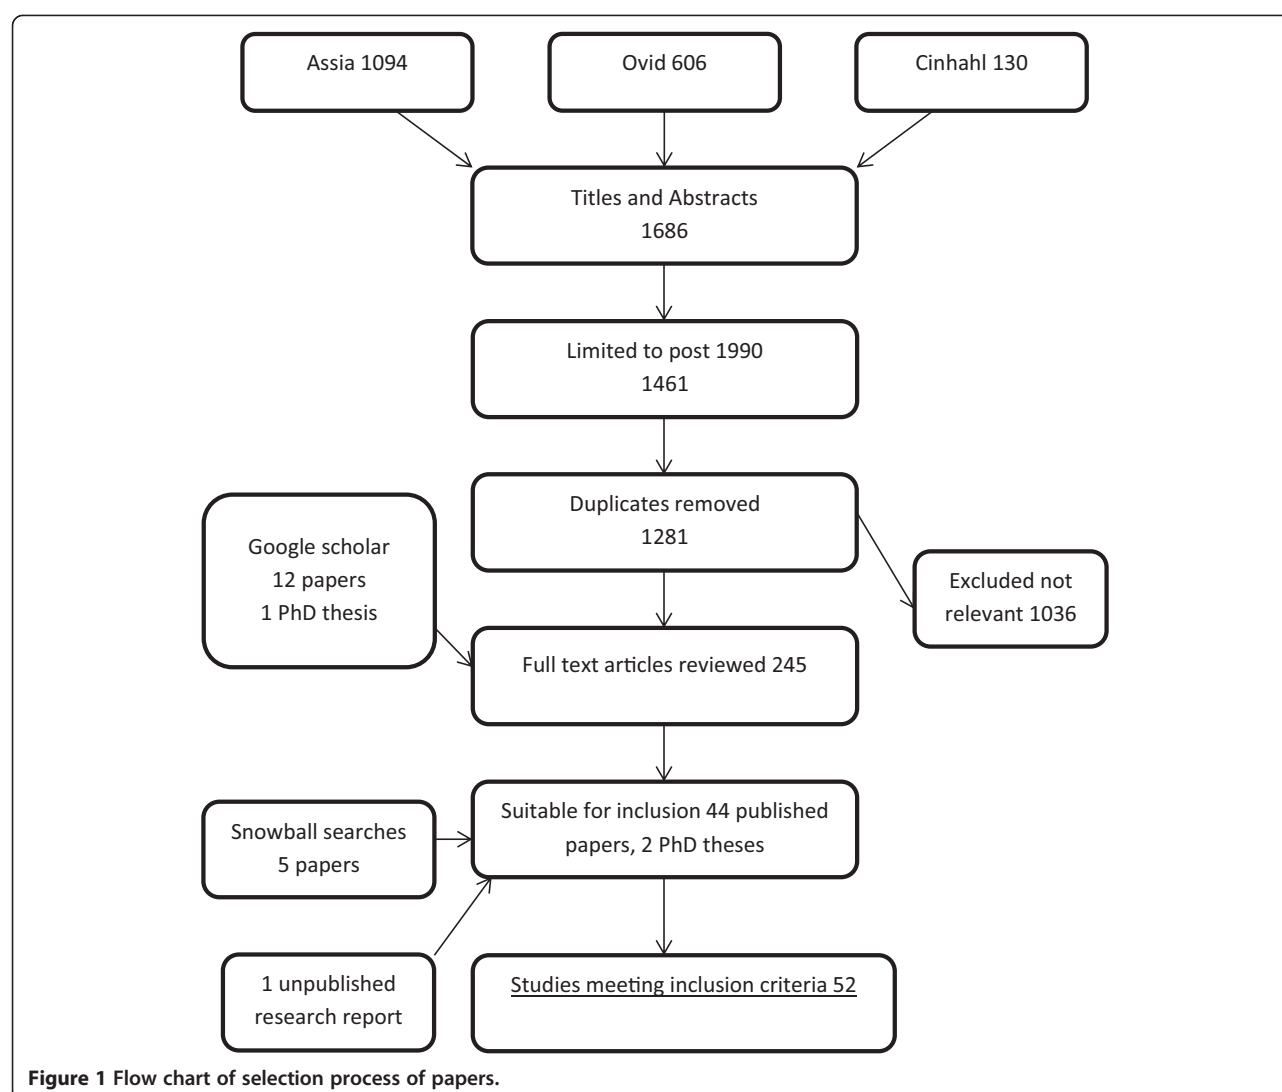 Assia 1094
Ovid 606
Cinhahl 130
Titles and Abstracts
1686
Limited to post 1990
1461
Duplicates removed
1281
Google scholar
12 papers
1 PhD thesis
Excluded not
relevant 1036
Full text articles reviewed 245
Suitable for inclusion 44 published
papers, 2 PhD theses
Snowball searches
5 papers
1 unpublished
research report
Studies meeting inclusion criteria 52
Figure 1 Flow chart of selection process of papers.